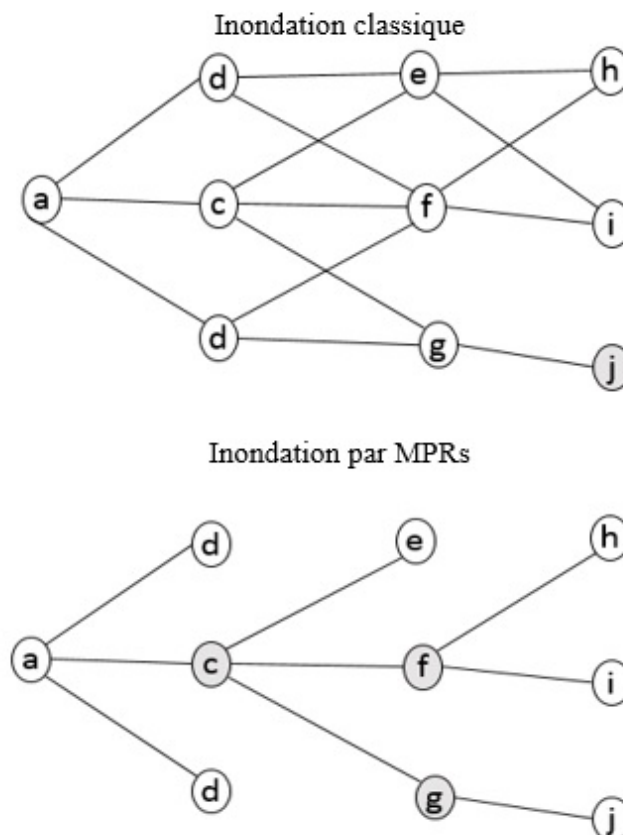 Inondation classique
d e h
a c f i
d g j
Inondation par MPRs
d e h
a c f i
d g j